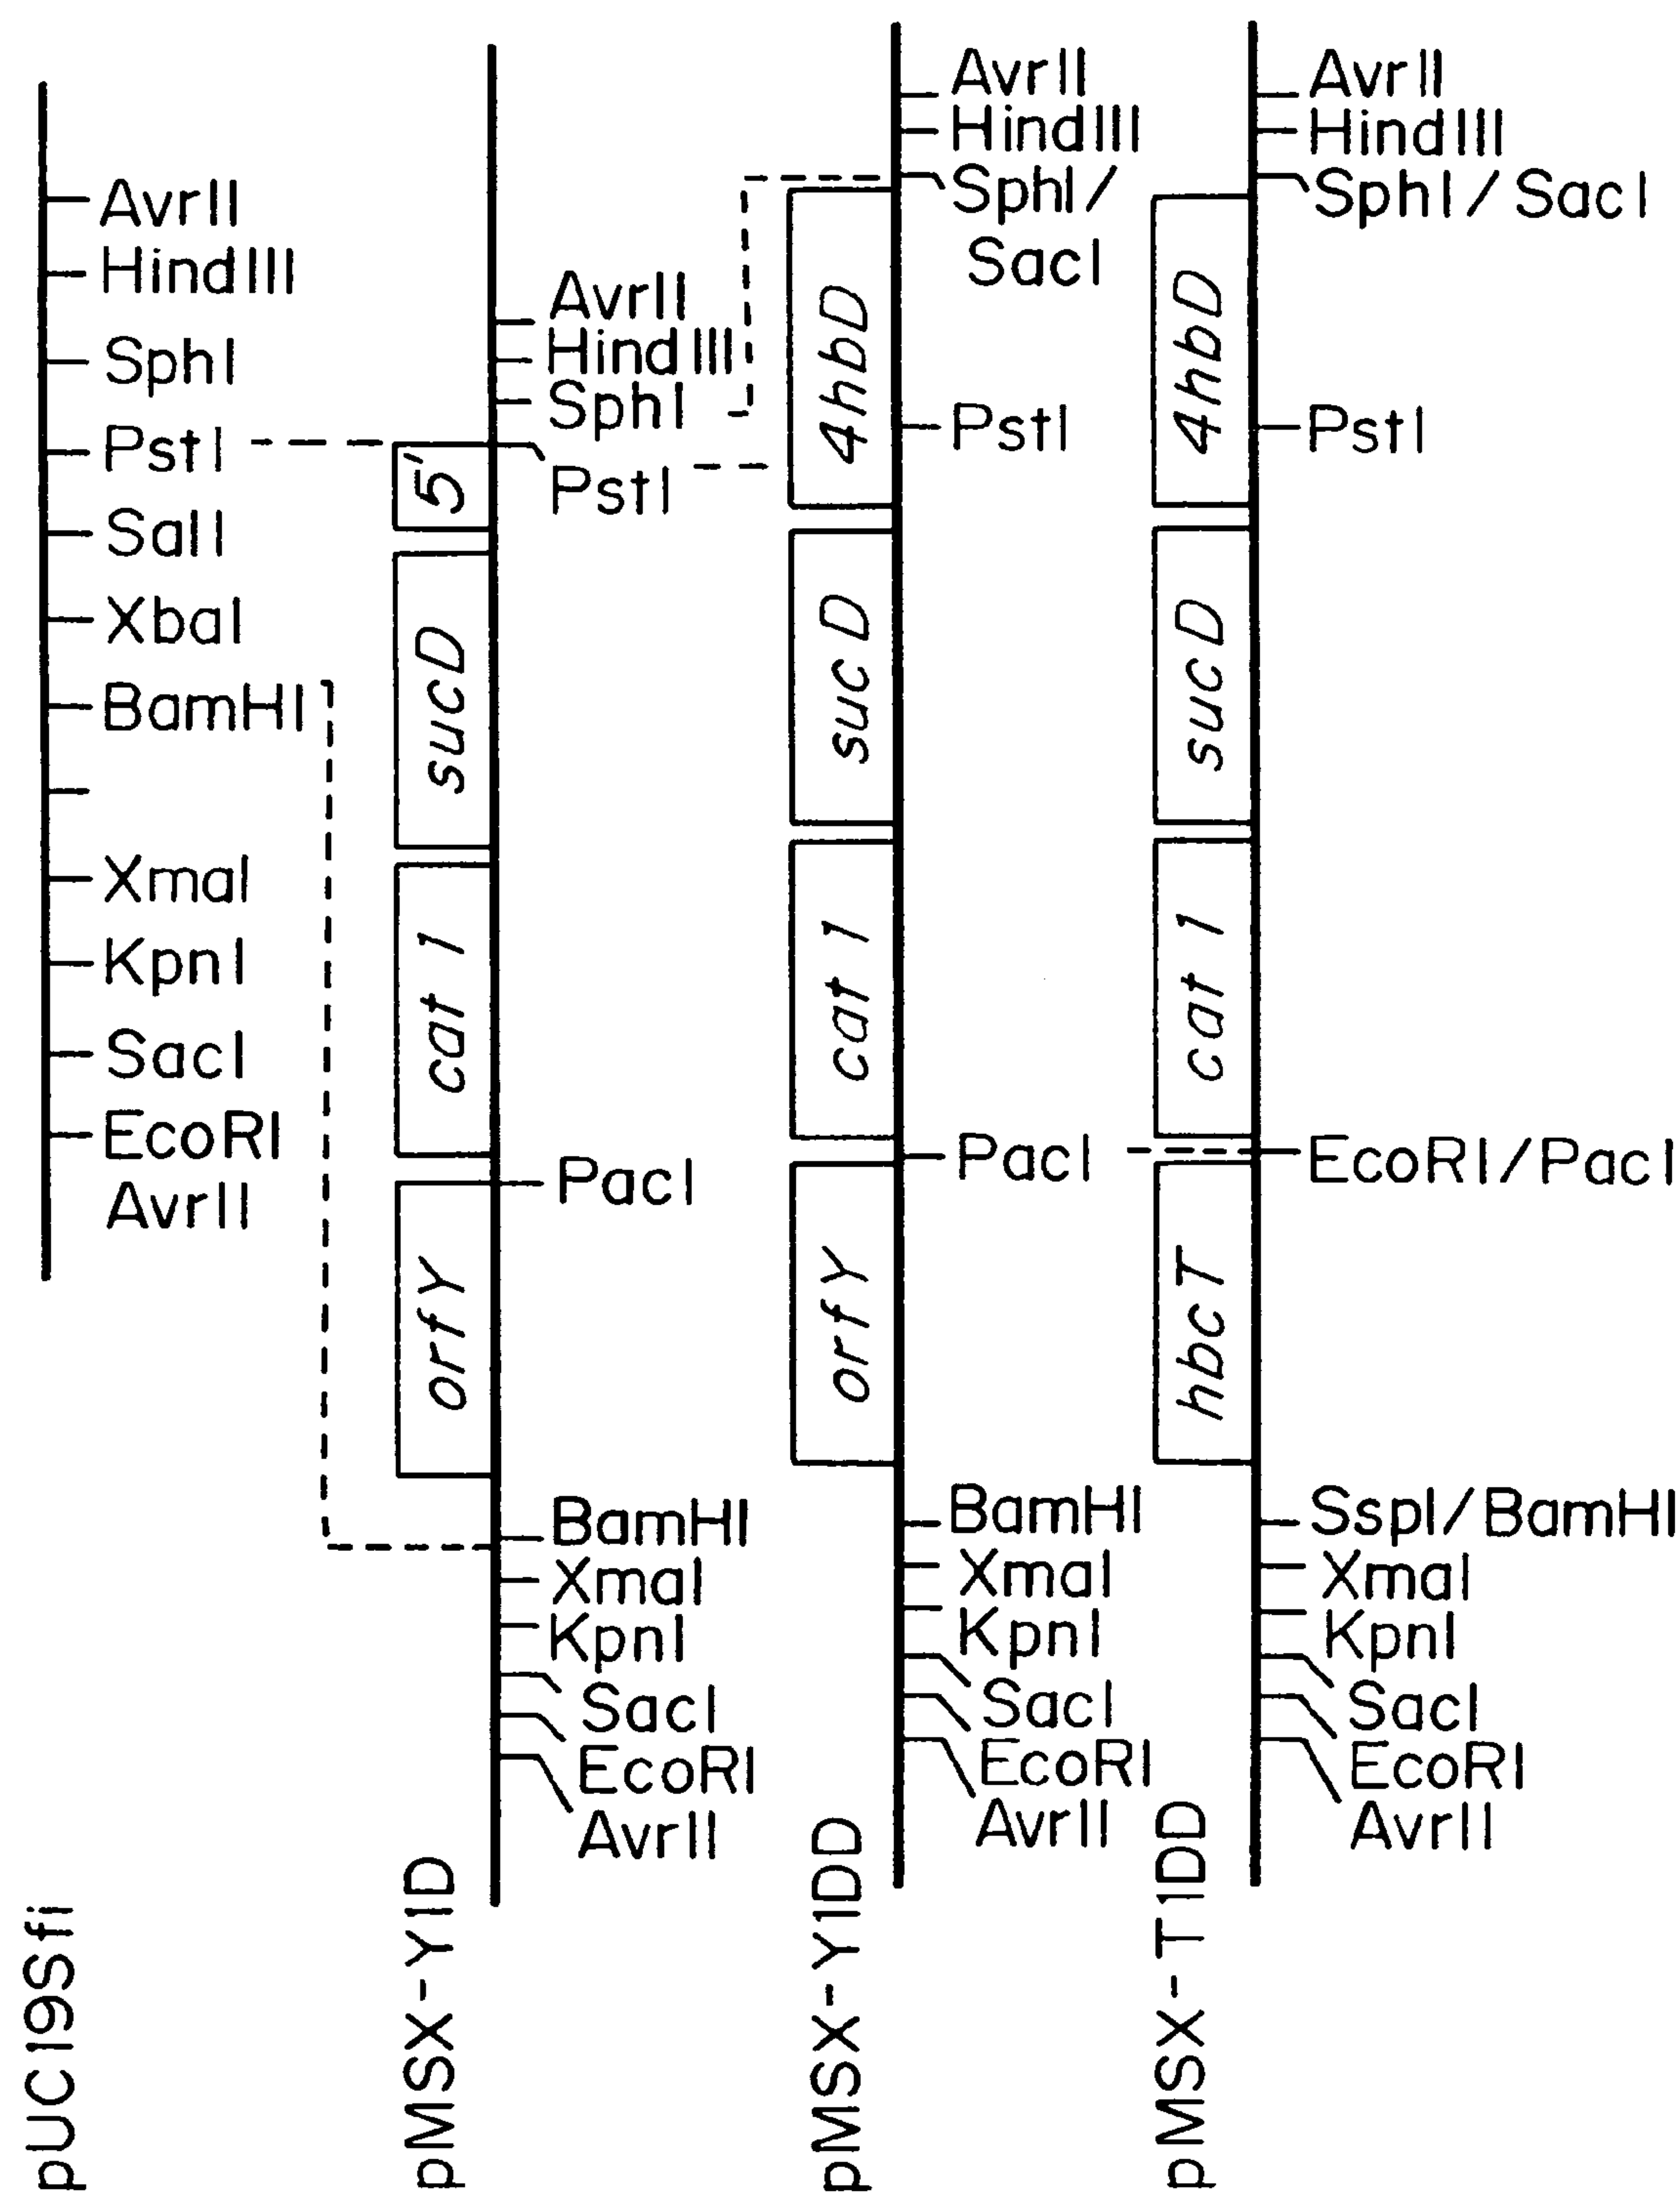 AvrII
HindIII
SphI
PstI
SalI
XbaI
BamHI
XmaI
KpnI
SacI
EcoRI
AvrII
pUC19Sfi
AvrII
HindIII
SphI
PstI
5'
sucD
cat 1
PacI
orfY
BamHI
XmaI
KpnI
SacI
EcoRI
AvrII
pMSX-Y1D
AvrII
HindIII
SphI/
SacI
4hbD
PstI
sucD
cat 1
PacI
orfY
BamHI
XmaI
KpnI
SacI
EcoRI
AvrII
pMSX-Y1DD
AvrII
HindIII
SphI/SacI
4hbD
PstI
sucD
cat 1
EcoRI/PacI
hbcT
SspI/BamHI
XmaI
KpnI
SacI
EcoRI
AvrII
pMSX-T1DD